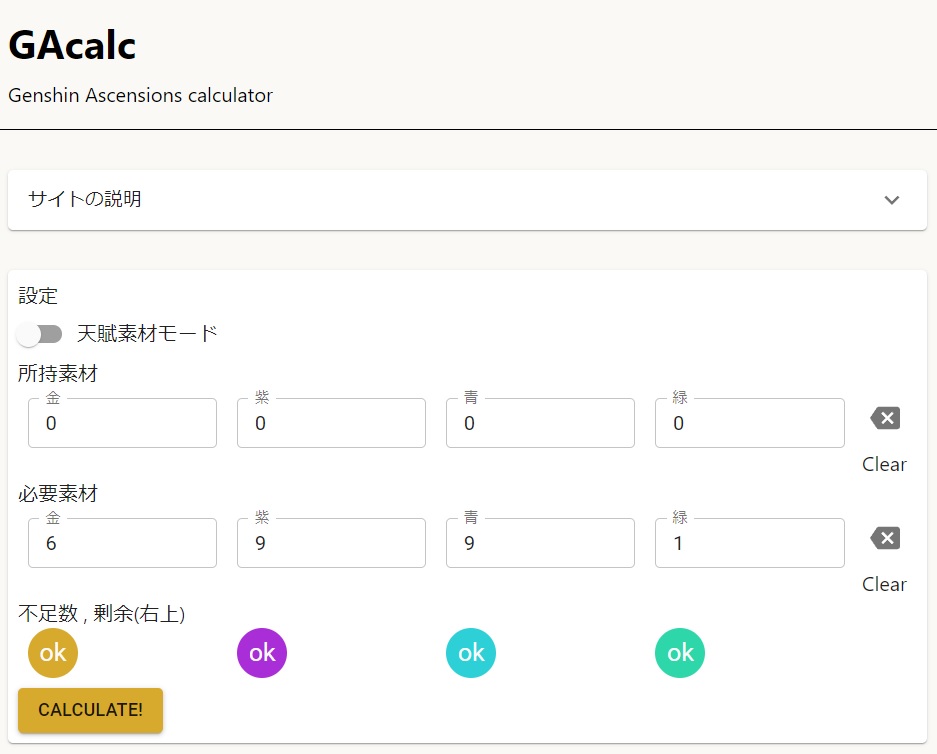 GAcalc
Genshin Ascensions calculator
サイトの説明
設定
天賦素材モード
所持素材
金 紫 青 緑
0 0 0 0
Clear
必要素材
金 紫 青 緑
6 9 9 1
Clear
不足数 , 剰余(右上)
ok ok ok ok
CALCULATE!